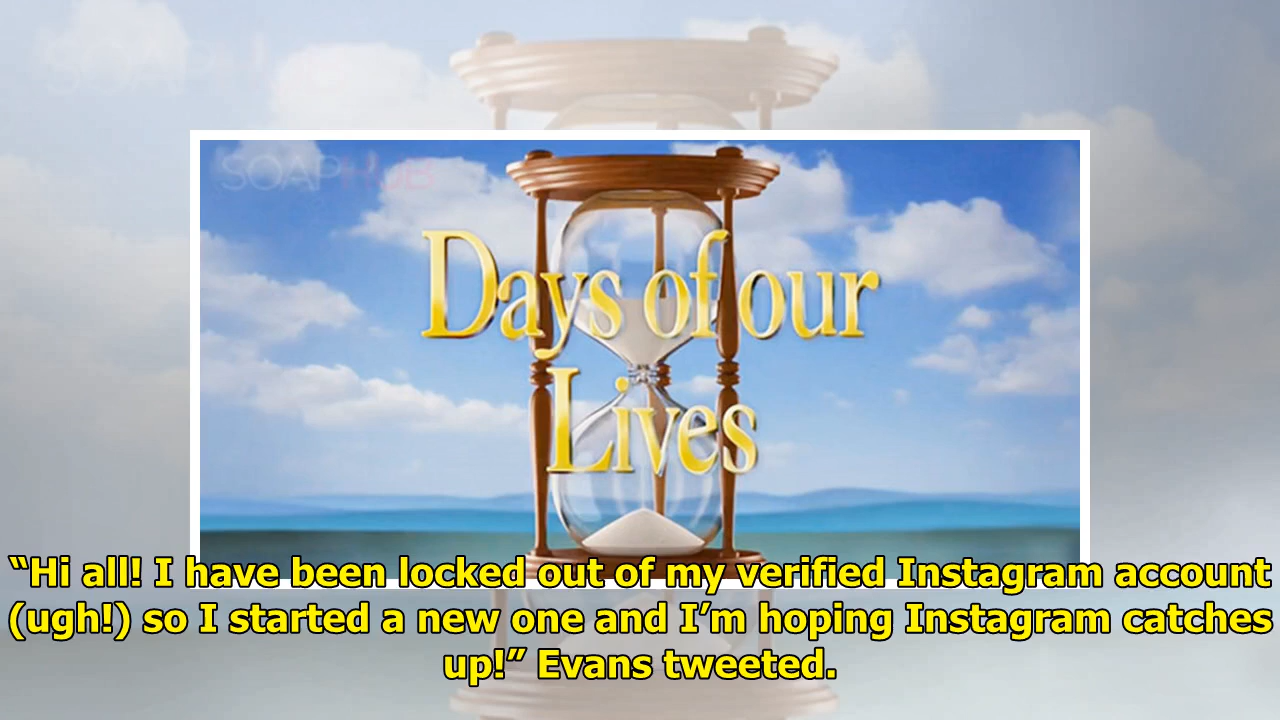 SOAPHUB
Days of our
Lives
“Hi all! I have been locked out of my verified Instagram account
(ugh!) so I started a new one and I’m hoping Instagram catches
up!” Evans tweeted.